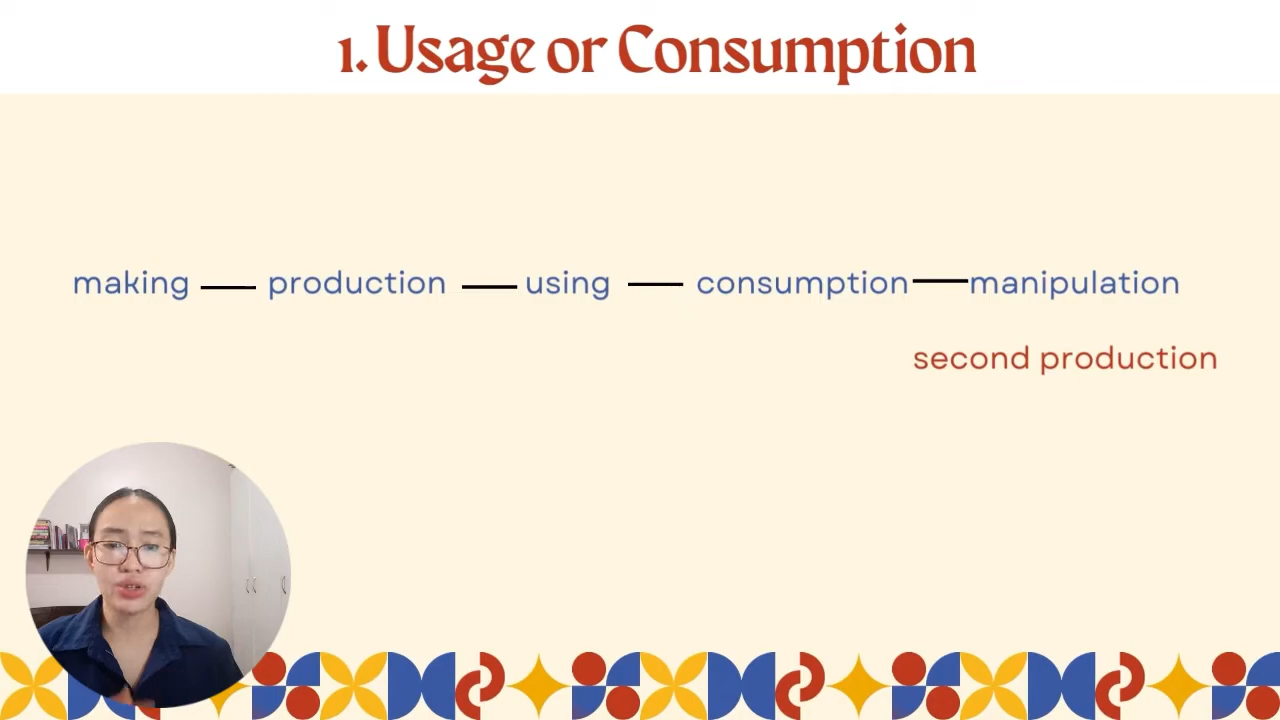 1. Usage or Consumption
making — production — using — consumption — manipulation
second production